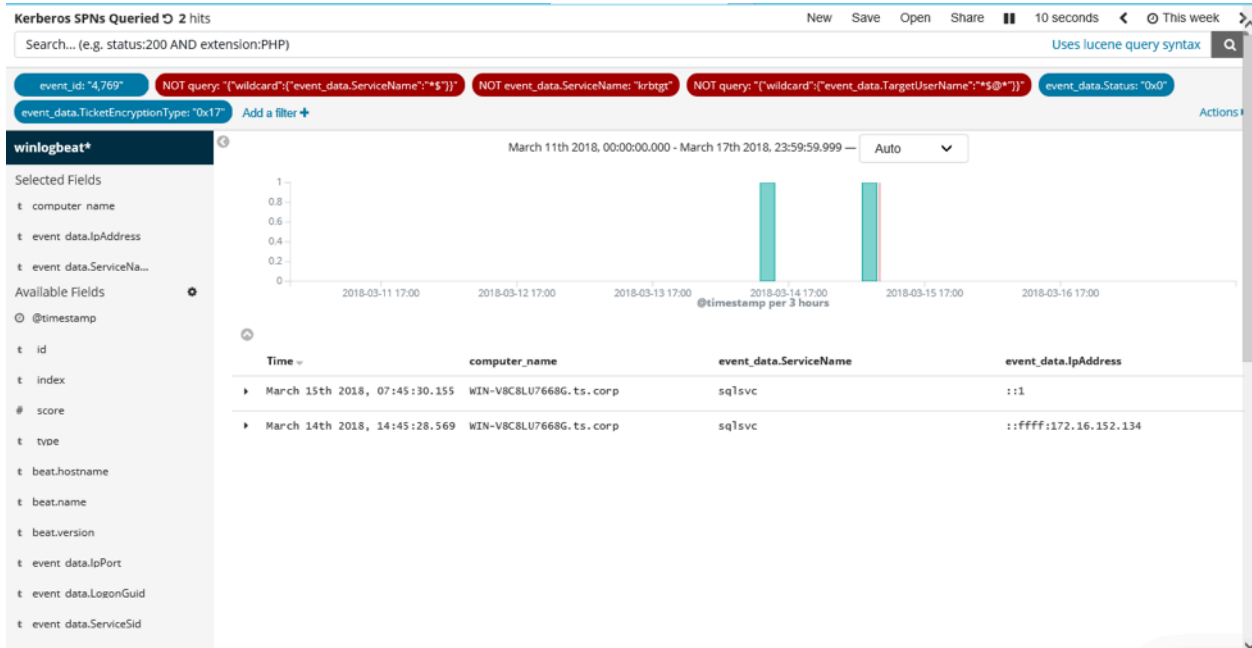 Kerberos SPNs Queried 2 hits
New Save Open Share 10 seconds This week
Search... (e.g. status:200 AND extension:PHP) Uses lucene query syntax
event_id: "4,769" NOT query: "{"wildcard":{"event_data.ServiceName":"*$"}}" NOT event_data.ServiceName: "krbtgt" NOT query: "{"wildcard":{"event_data.TargetUserName":"*$@*"}}" event_data.Status: "0x0"
event_data.TicketEncryptionType: "0x17" Add a filter + Actions
winlogbeat*
March 11th 2018, 00:00:00.000 - March 17th 2018, 23:59:59.999 — Auto
Selected Fields
t computer_name
t event_data.IpAddress
t event_data.ServiceNa...
Available Fields
@timestamp
t _id
t _index
# _score
t _type
t beat.hostname
t beat.name
t beat.version
t event_data.IpPort
t event_data.LogonGuid
t event_data.ServiceSid
1
0.8
0.6
0.4
0.2
0
2018-03-11 17:00 2018-03-12 17:00 2018-03-13 17:00 2018-03-14 17:00 2018-03-15 17:00 2018-03-16 17:00
@timestamp per 3 hours
Time computer_name event_data.ServiceName event_data.IpAddress
March 15th 2018, 07:45:30.155 WIN-V8C8LU7668G.ts.corp sqlsvc ::1
March 14th 2018, 14:45:28.569 WIN-V8C8LU7668G.ts.corp sqlsvc ::ffff:172.16.152.134